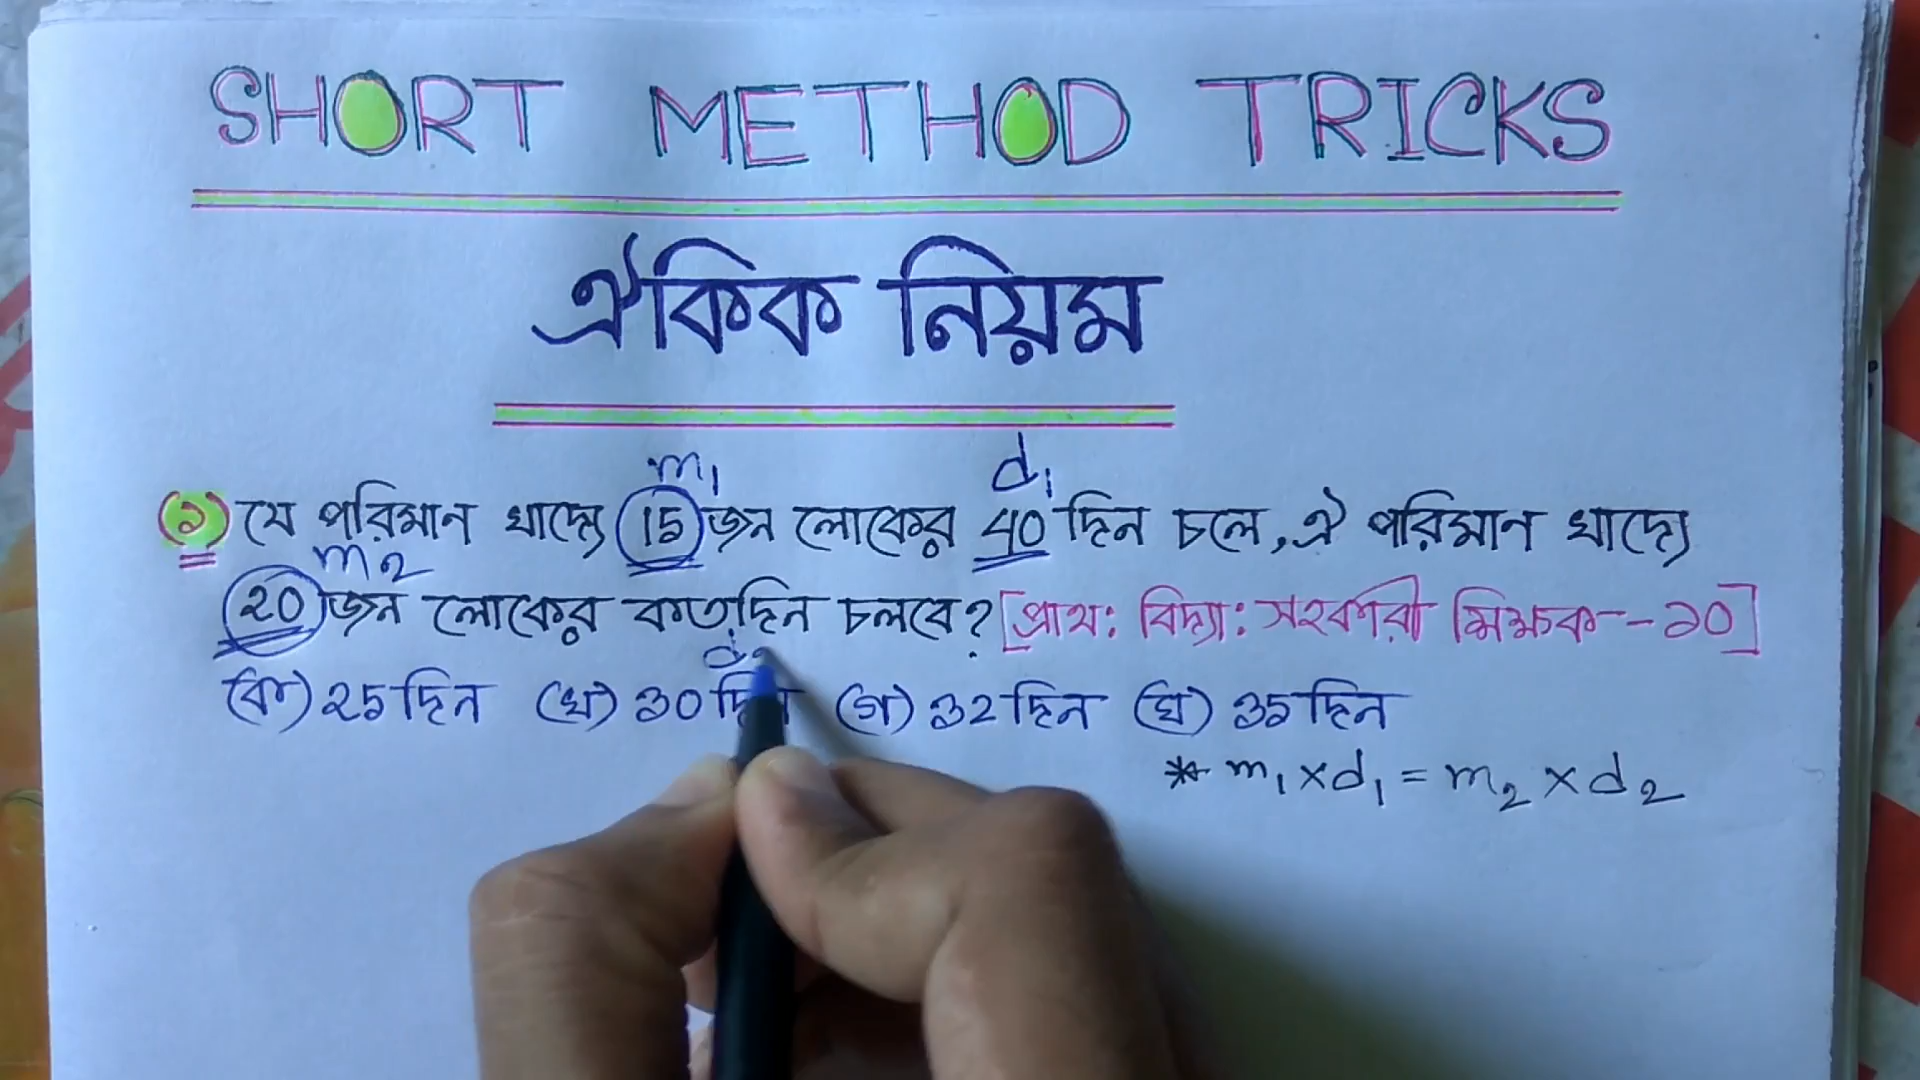 SHORT METHOD TRICKS
ঐকিক নিয়ম
m₁ d₁
(১) যে পরিমান খাদ্যে 15 জন লোকের 40 দিন চলে, ঐ পরিমান খাদ্যে
m₂
20 জন লোকের কতদিন চলবে? [প্রাথ: বিদ্যা: সহকারী শিক্ষক--১০]
d₂
(ক) 25 দিন (খ) 30 দিন (গ) 32 দিন (ঘ) 35 দিন
* m₁ × d₁ = m₂ × d₂